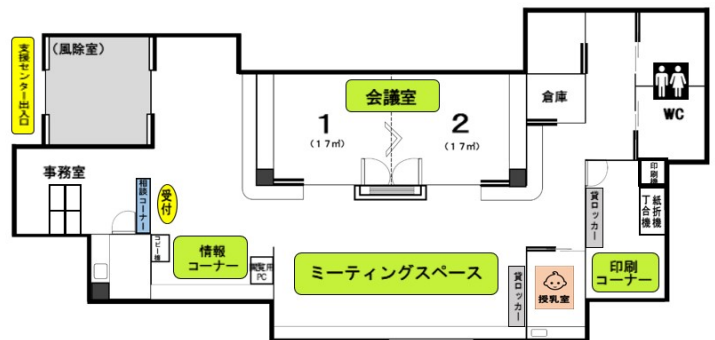 支援センター出入口
（風除室）
会議室
1
（１７㎡）
2
（１７㎡）
倉庫
WC
事務室
相談コーナー
受付
コピー機
情報
コーナー
閲覧用
PC
ミーティングスペース
貸ロッカー
授乳室
貸ロッカー
印刷機
紙折機
丁合機
印刷
コーナー